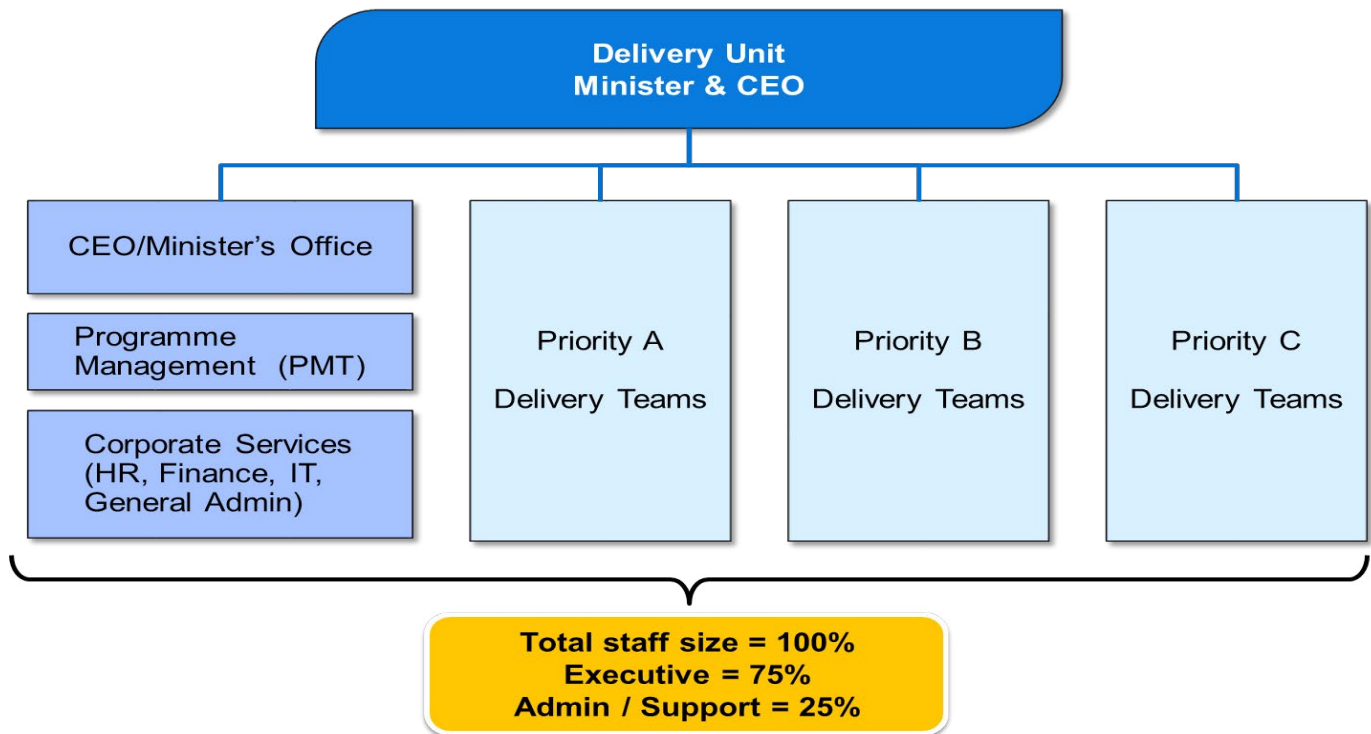 Delivery Unit
Minister & CEO
CEO/Minister's Office
Programme
Management (PMT)
Corporate Services
(HR, Finance, IT,
General Admin)
Priority A
Delivery Teams
Priority B
Delivery Teams
Priority C
Delivery Teams
Total staff size = 100%
Executive = 75%
Admin / Support = 25%